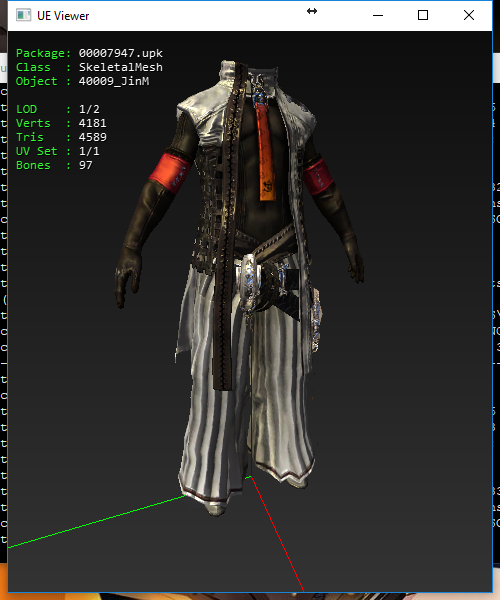 UE Viewer
Package: 00007947.upk
Class  : SkeletalMesh
Object : 40009_JinM
LOD    : 1/2
Verts  : 4181
Tris   : 4589
UV Set : 1/1
Bones  : 97